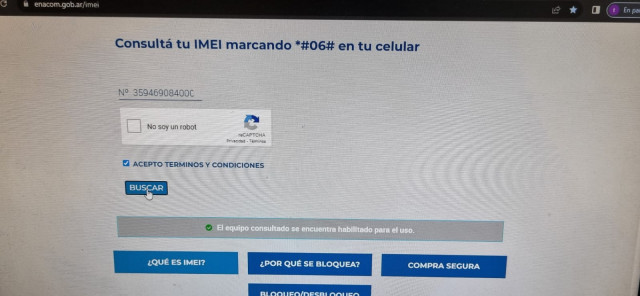 enacom.gob.ar/imei
En pa
Consultá tu IMEI marcando *#06# en tu celular
Nº 35946908400C
No soy un robot
reCAPTCHA
Privacidad - Términos
ACEPTO TERMINOS Y CONDICIONES
BUSCAR
El equipo consultado se encuentra habilitado para el uso.
¿QUÉ ES IMEI?
¿POR QUÉ SE BLOQUEA?
COMPRA SEGURA
BLOQUEO/DESBLOQUEO